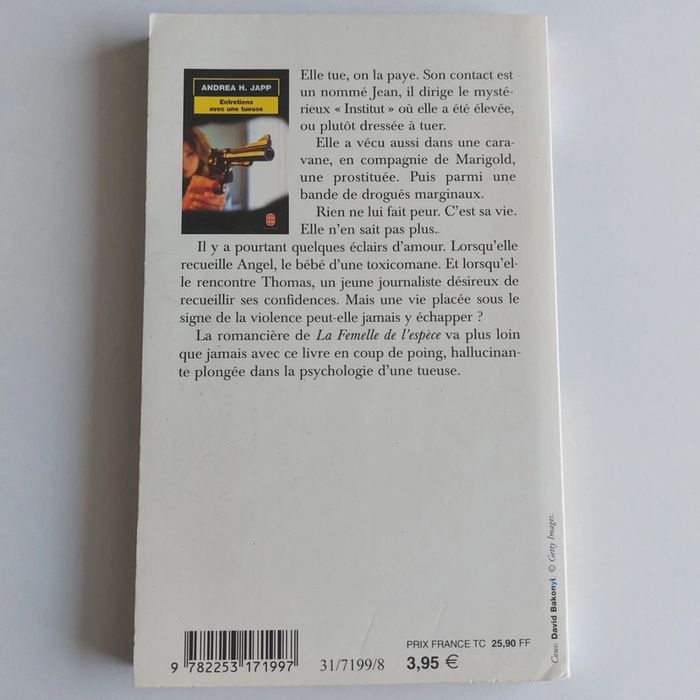 ANDREA H. JAPP
Entretiens
avec une tueuse
Elle tue, on la paye. Son contact est
un nommé Jean, il dirige le mysté-
rieux « Institut » où elle a été élevée,
ou plutôt dressée à tuer.
Elle a vécu aussi dans une cara-
vane, en compagnie de Marigold,
une prostituée. Puis parmi une
bande de drogués marginaux.
Rien ne lui fait peur. C'est sa vie.
Elle n'en sait pas plus.
Il y a pourtant quelques éclairs d'amour. Lorsqu'elle
recueille Angel, le bébé d'une toxicomane. Et lorsqu'el-
le rencontre Thomas, un jeune journaliste désireux de
recueillir ses confidences. Mais une vie placée sous le
signe de la violence peut-elle jamais y échapper ?
La romancière de La Femelle de l'espèce va plus loin
que jamais avec ce livre en coup de poing, hallucinan-
te plongée dans la psychologie d'une tueuse.
Couv. David Bakonyi. © Getty Images.
9 782253 171997
31/7199/8
PRIX FRANCE TC 25,90 FF
3,95 €